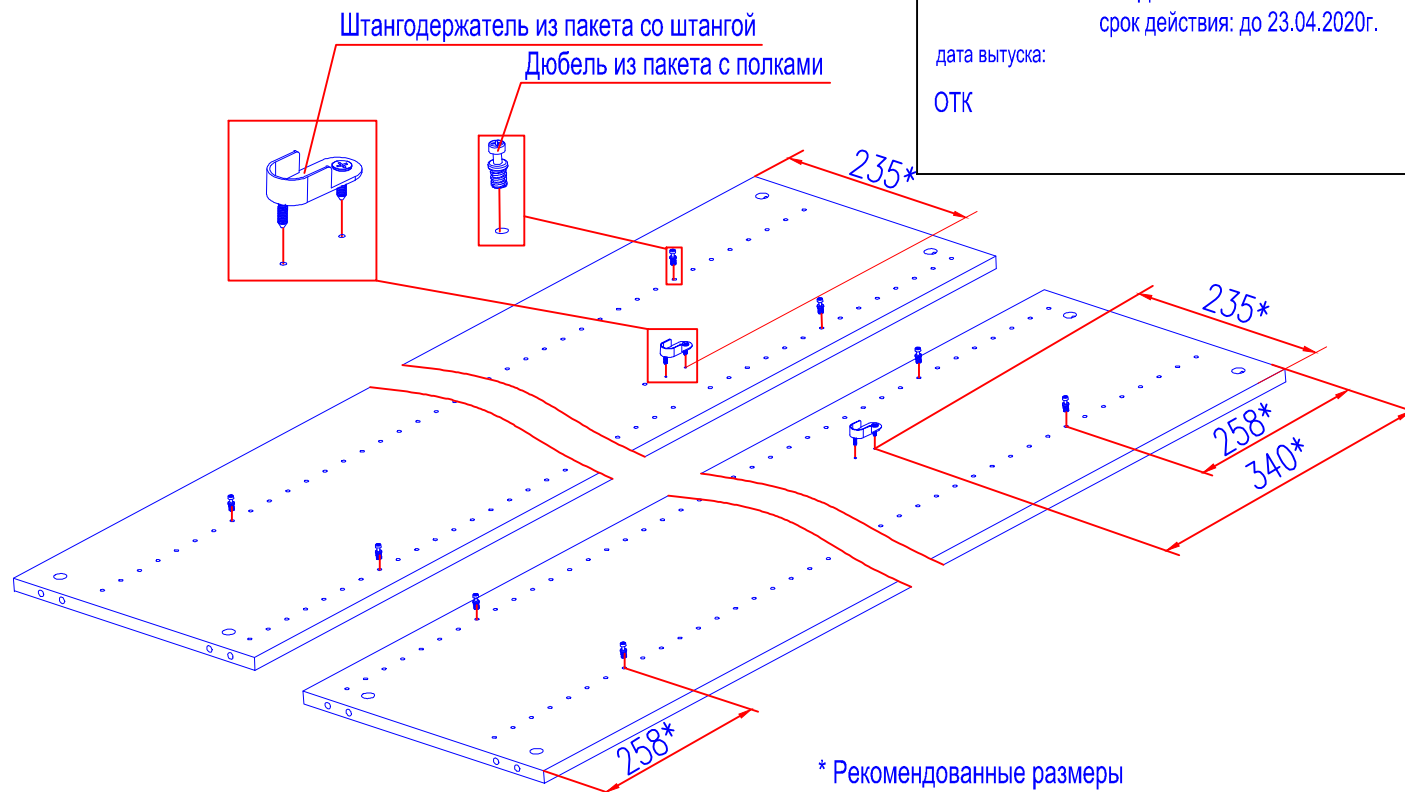 Штангодержатель из пакета со штангой
Дюбель из пакета с полками
срок действия: до 23.04.2020г.
дата вытуска:
ОТК
235*
235*
258*
340*
258*
* Рекомендованные размеры